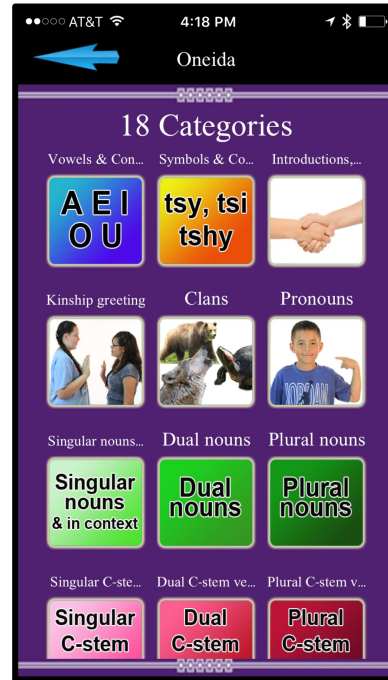 AT&T 4:18 PM
Oneida
18 Categories
Vowels & Con... Symbols & Co... Introductions,...
A E I
O U
tsy, tsi
tshy
Kinship greeting Clans Pronouns
JORDAN
Singular nouns... Dual nouns Plural nouns
Singular
nouns
& in context
Dual
nouns
Plural
nouns
Singular C-ste... Dual C-stem ve... Plural C-stem v...
Singular
C-stem
Dual
C-stem
Plural
C-stem